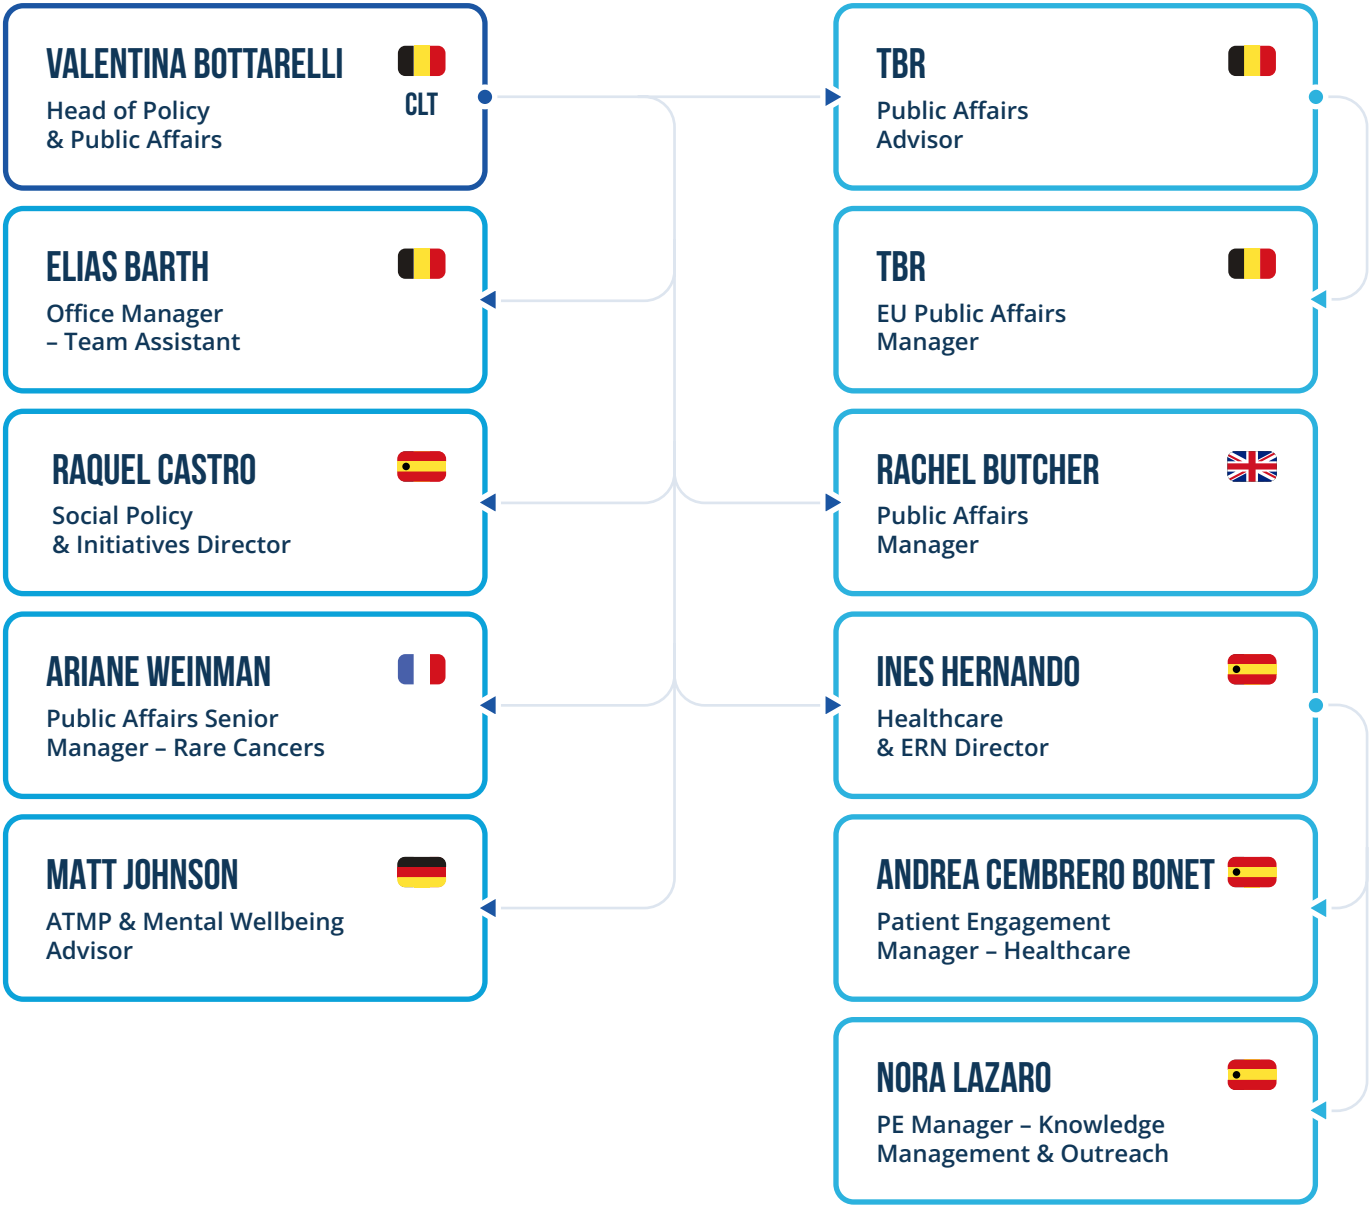 VALENTINA BOTTARELLI
CLT
Head of Policy
& Public Affairs
ELIAS BARTH
Office Manager
– Team Assistant
RAQUEL CASTRO
Social Policy
& Initiatives Director
ARIANE WEINMAN
Public Affairs Senior
Manager – Rare Cancers
MATT JOHNSON
ATMP & Mental Wellbeing
Advisor
TBR
Public Affairs
Advisor
TBR
EU Public Affairs
Manager
RACHEL BUTCHER
Public Affairs
Manager
INES HERNANDO
Healthcare
& ERN Director
ANDREA CEMBRERO BONET
Patient Engagement
Manager – Healthcare
NORA LAZARO
PE Manager – Knowledge
Management & Outreach